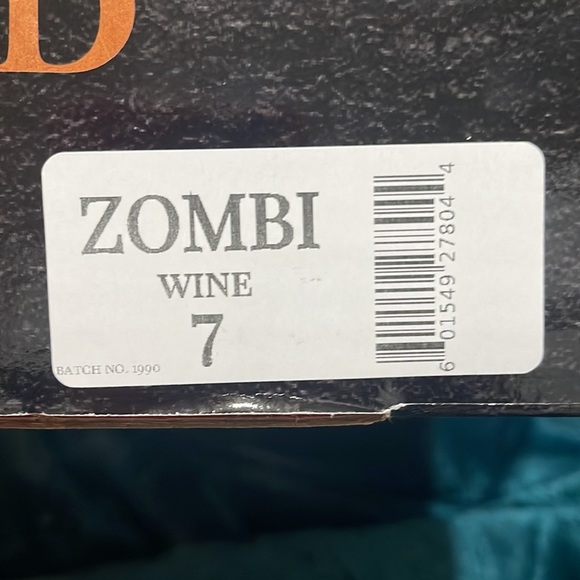 D
ZOMBI
WINE
7
BATCH NO. 1990
6 01549 27804 4